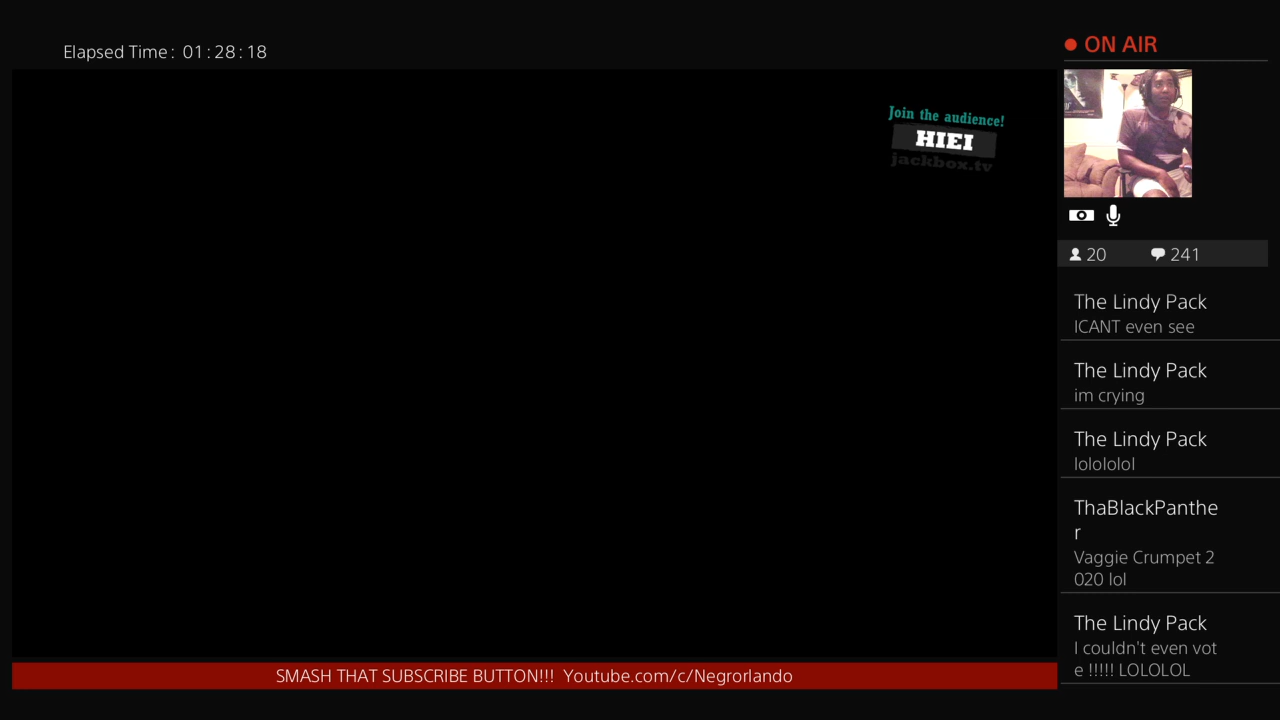 Elapsed Time: 01:28:18
ON AIR
Join the audience!
HIEI
jackbox.tv
20
241
The Lindy Pack
ICANT even see
The Lindy Pack
im crying
The Lindy Pack
lolololol
ThaBlackPanthe
r
Vaggie Crumpet 2
020 lol
The Lindy Pack
I couldn't even vot
e !!!!! LOLOLOL
SMASH THAT SUBSCRIBE BUTTON!!! Youtube.com/c/Negrorlando